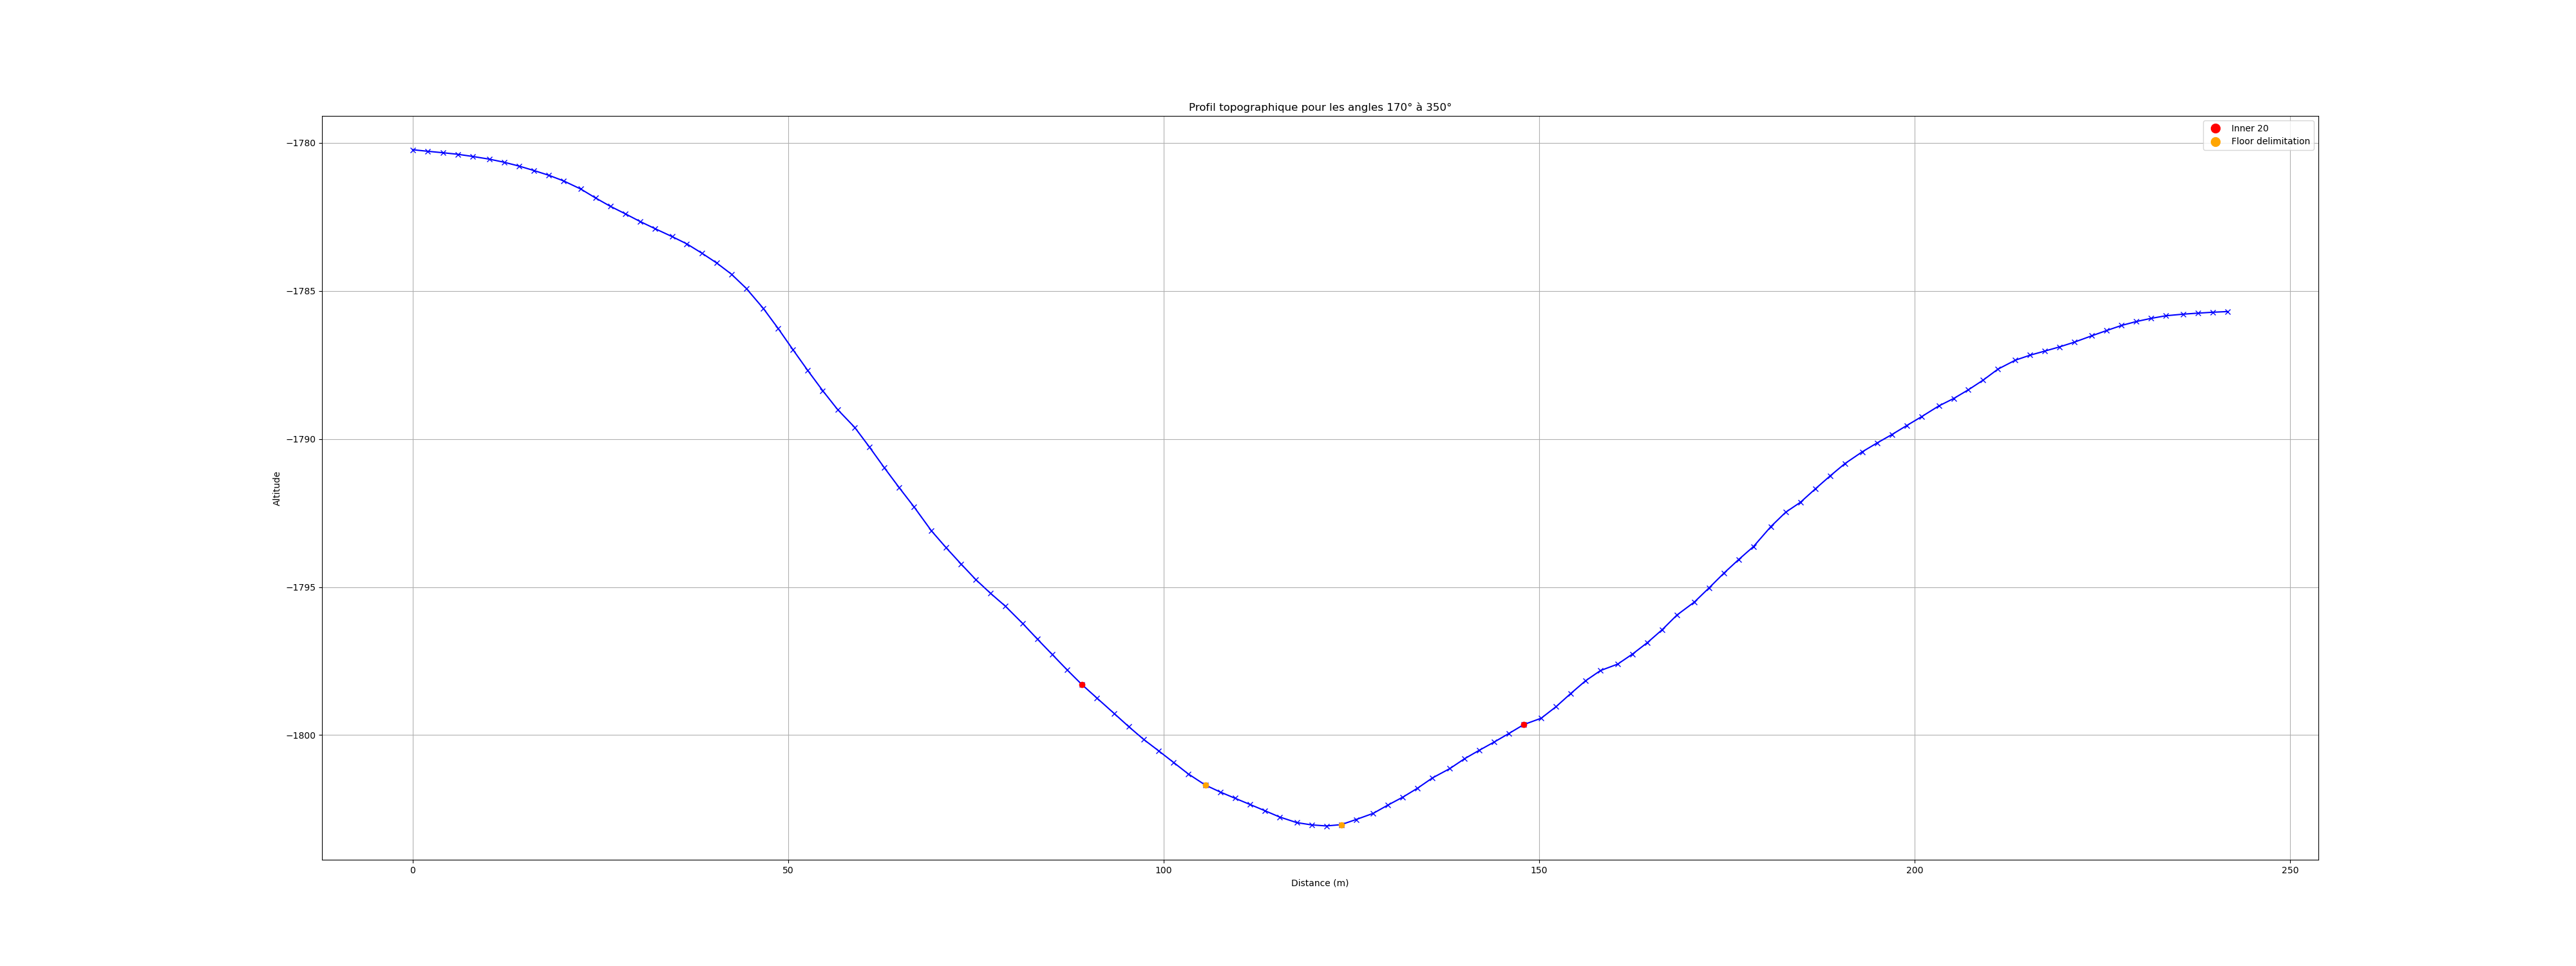 Profil topographique pour les angles 170° à 350°
Inner 20
Floor delimitation
−1780
−1785
−1790
−1795
−1800
Altitude
0 50 100 150 200 250
Distance (m)